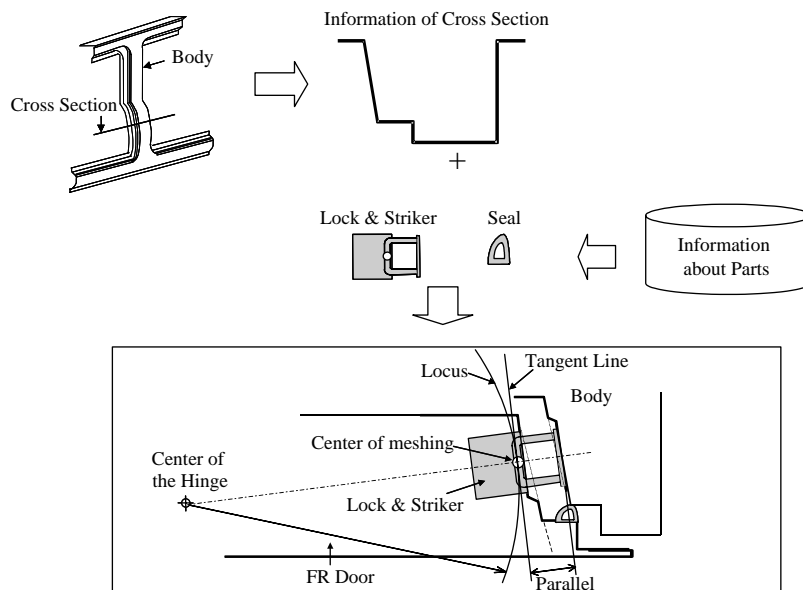 Information of Cross Section
Body
Cross Section
Lock & Striker
Seal
Information
about Parts
Tangent Line
Locus
Body
Center of meshing
Center of
the Hinge
Lock &
Striker
FR Door
Parallel